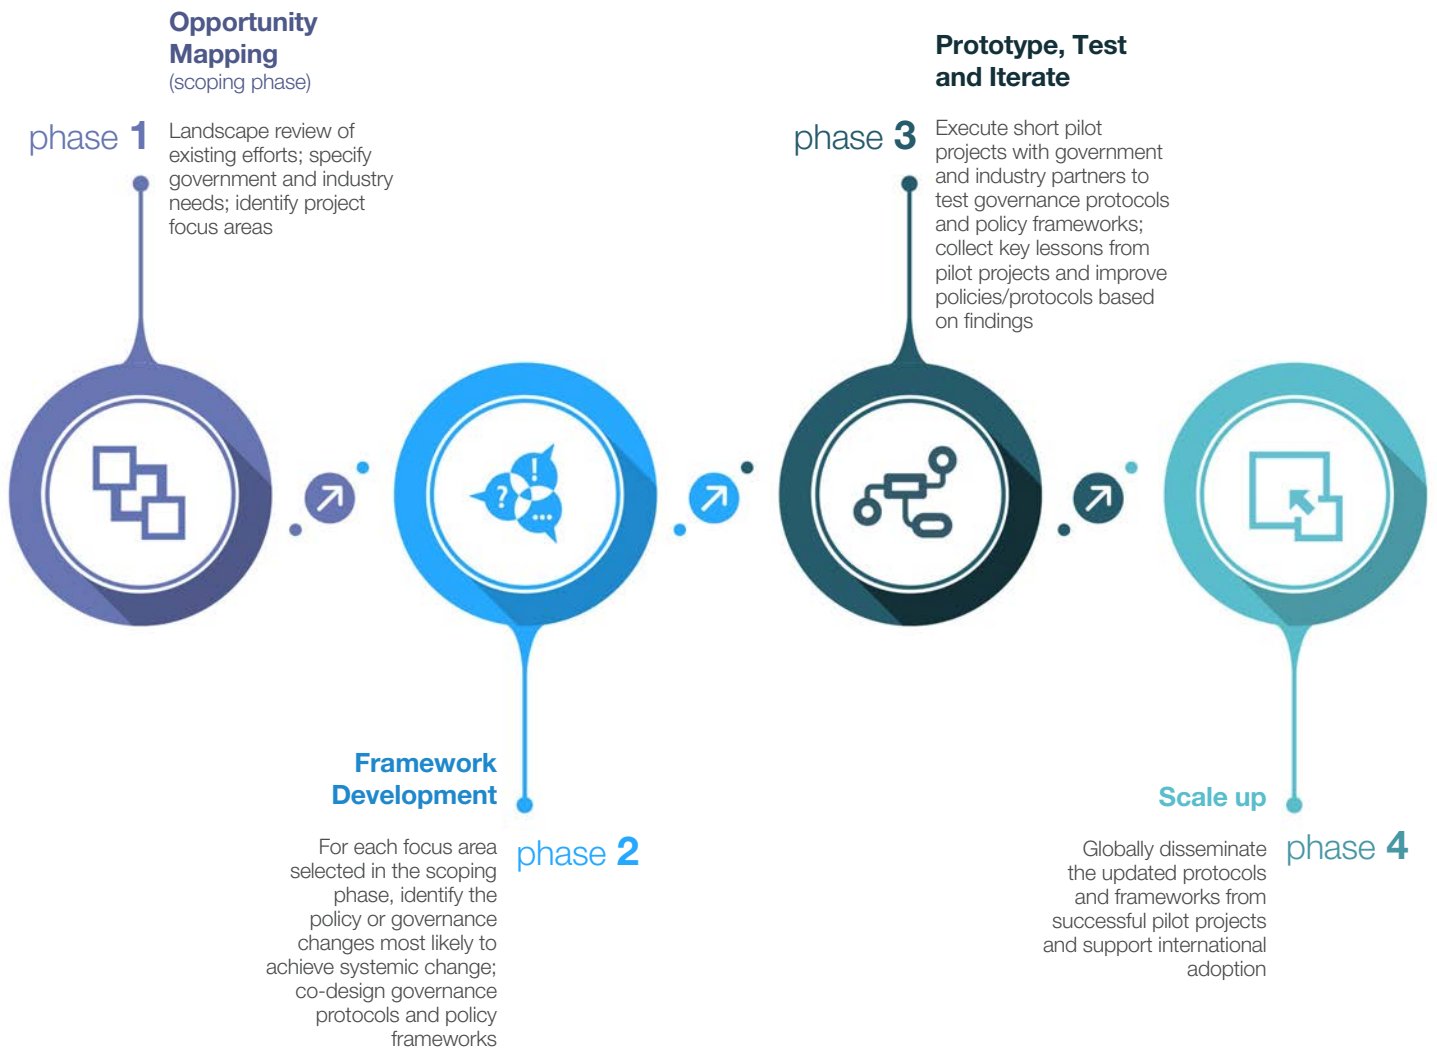 Opportunity
Mapping
(scoping phase)
phase 1
Landscape review of
existing efforts; specify
government and industry
needs; identify project
focus areas
Framework
Development
phase 2
For each focus area
selected in the scoping
phase, identify the
policy or governance
changes most likely to
achieve systemic change;
co-design governance
protocols and policy
frameworks
Prototype, Test
and Iterate
phase 3
Execute short pilot
projects with government
and industry partners to
test governance protocols
and policy frameworks;
collect key lessons from
pilot projects and improve
policies/protocols based
on findings
Scale up
phase 4
Globally disseminate
the updated protocols
and frameworks from
successful pilot projects
and support international
adoption
!
?
...